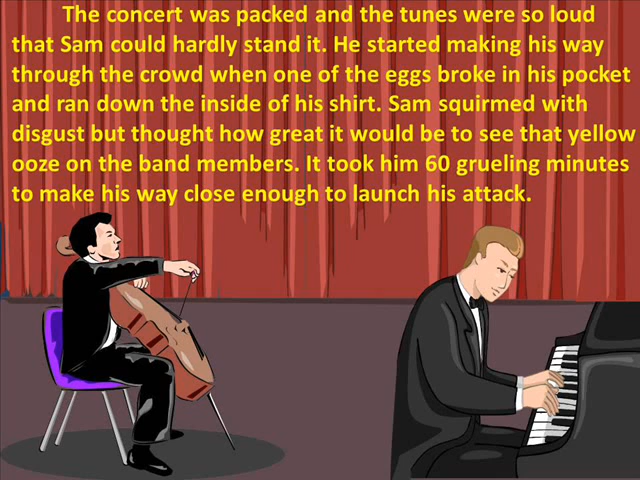 The concert was packed and the tunes were so loud
that Sam could hardly stand it. He started making his way
through the crowd when one of the eggs broke in his pocket
and ran down the inside of his shirt. Sam squirmed with
disgust but thought how great it would be to see that yellow
ooze on the band members. It took him 60 grueling minutes
to make his way close enough to launch his attack.